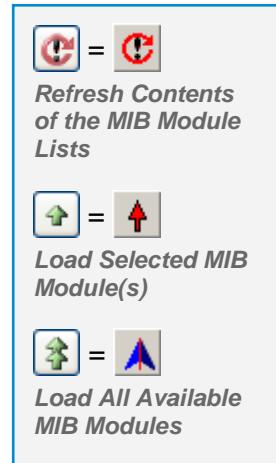 =
Refresh Contents
of the MIB Module
Lists
=
Load Selected MIB
Module(s)
=
Load All Available
MIB Modules